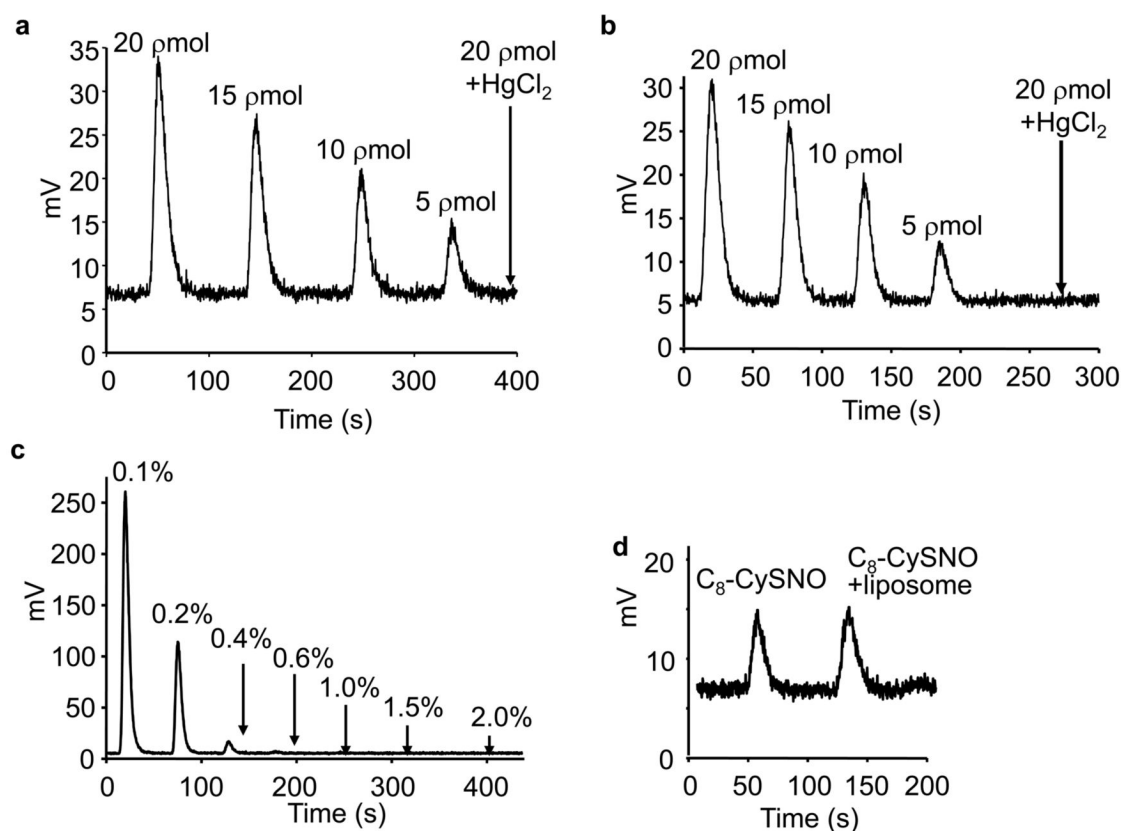 a
20 ρmol
15 ρmol
10 ρmol
5 ρmol
20 ρmol
+HgCl₂
35
30
25
20
15
10
5
0
mV
0 100 200 300 400
Time (s)
b
20 ρmol
15 ρmol
10 ρmol
5 ρmol
20 ρmol
+HgCl₂
30
25
20
15
10
5
0
mV
0 50 100 150 200 250 300
Time (s)
c
0.1%
0.2%
0.4%
0.6%
1.0%
1.5%
2.0%
250
200
150
100
50
0
mV
0 100 200 300 400
Time (s)
d
C₈-CySNO
C₈-CySNO
+liposome
20
10
0
mV
0 50 100 150 200
Time (s)